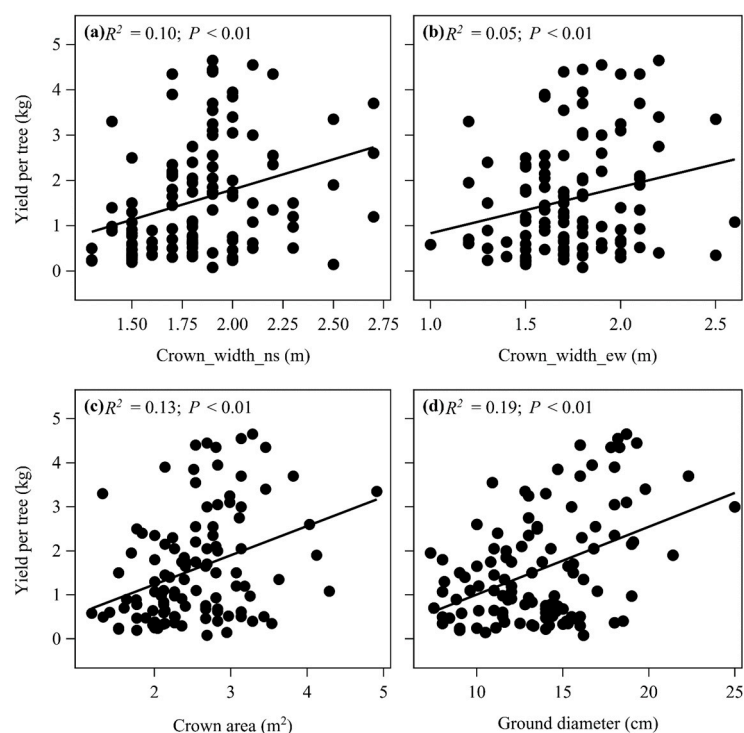 (a) R² = 0.10; P < 0.01
(b) R² = 0.05; P < 0.01
Yield per tree (kg)
5
4
3
2
1
0
1.50 1.75 2.00 2.25 2.50 2.75
1.0 1.5 2.0 2.5
Crown_width_ns (m)
Crown_width_ew (m)
(c) R² = 0.13; P < 0.01
(d) R² = 0.19; P < 0.01
Yield per tree (kg)
5
4
3
2
1
0
2 3 4 5
10 15 20 25
Crown area (m²)
Ground diameter (cm)